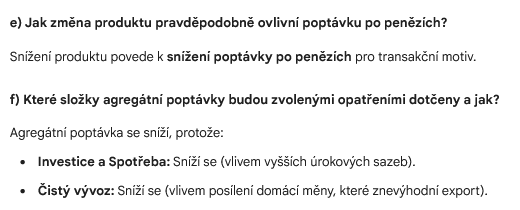 e) Jak změna produktu pravděpodobně ovlivní poptávku po penězích?
Snížení produktu povede k snížení poptávky po penězích pro transakční motiv.
f) Které složky agregátní poptávky budou zvolenými opatřeními dotčeny a jak?
Agregátní poptávka se sníží, protože:
• Investice a Spotřeba: Sníží se (vlivem vyšších úrokových sazeb).
• Čistý vývoz: Sníží se (vlivem posílení domácí měny, které znevýhodní export).